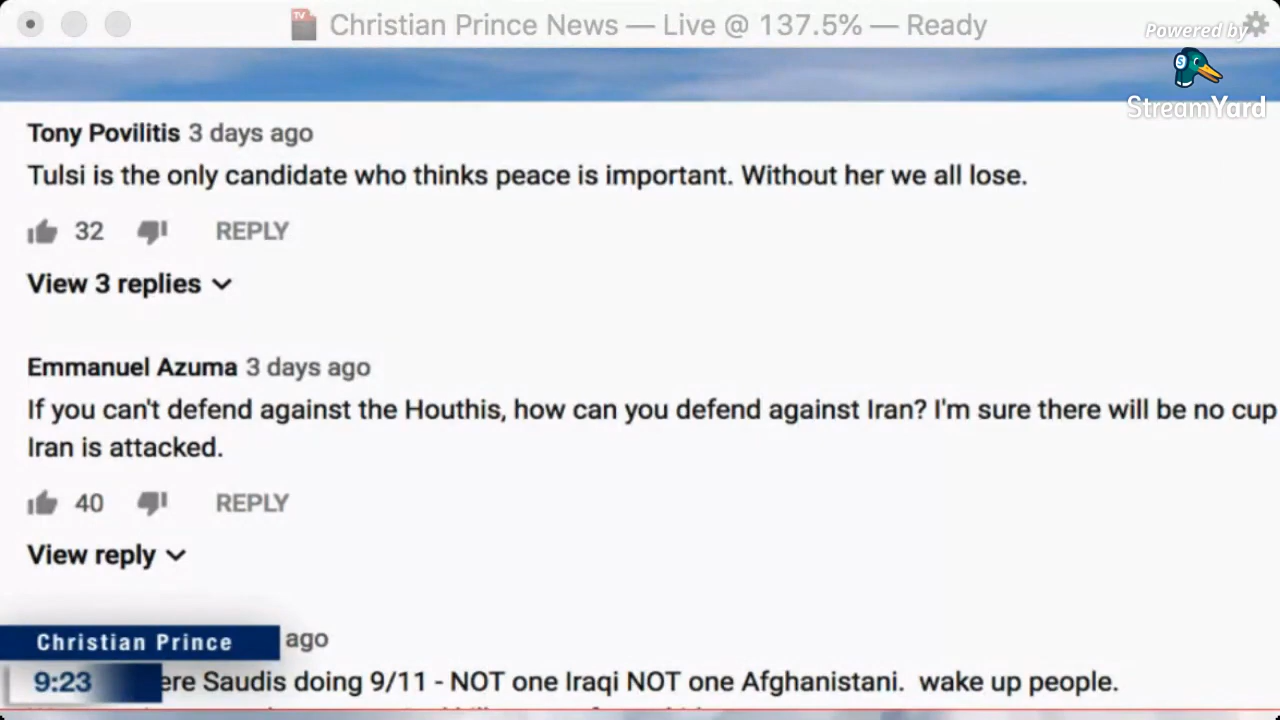 Christian Prince News — Live @ 137.5% — Ready
Powered by
StreamYard
Tony Povilitis 3 days ago
Tulsi is the only candidate who thinks peace is important. Without her we all lose.
32 REPLY
View 3 replies
Emmanuel Azuma 3 days ago
If you can't defend against the Houthis, how can you defend against Iran? I'm sure there will be no cup
Iran is attacked.
40 REPLY
View reply
Christian Prince
ago
9:23
ere Saudis doing 9/11 - NOT one Iraqi NOT one Afghanistani. wake up people.